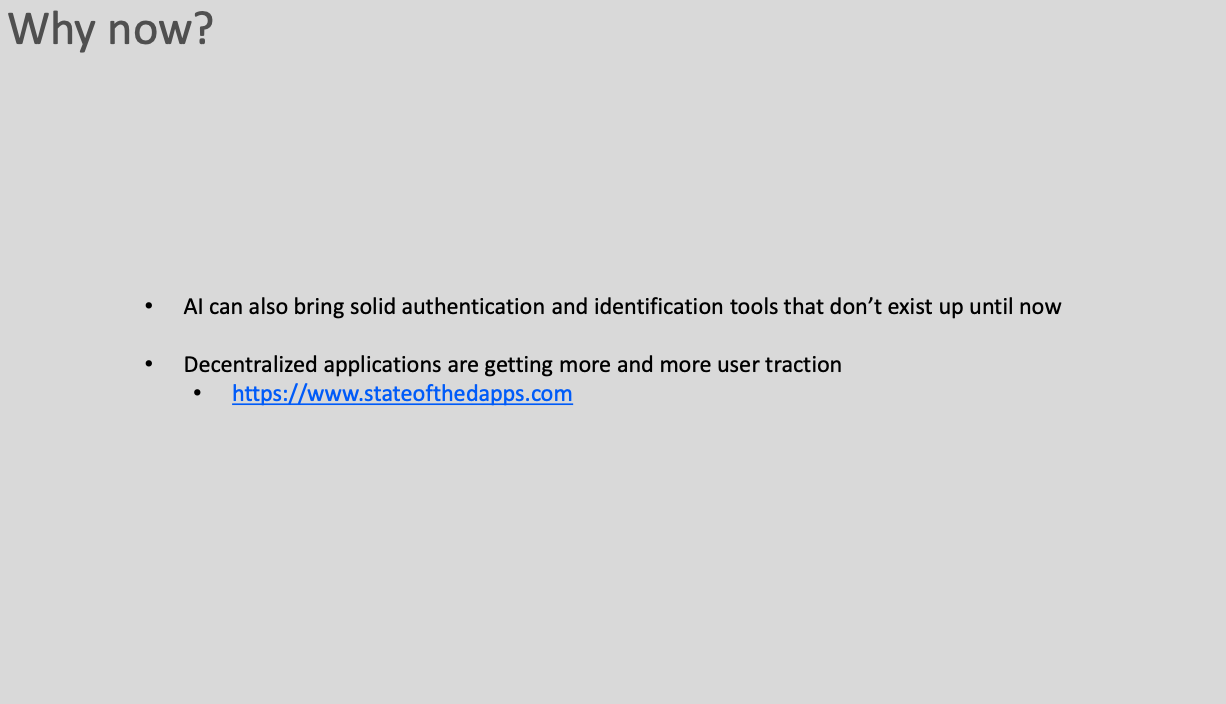 Why now?
• AI can also bring solid authentication and identification tools that don’t exist up until now
• Decentralized applications are getting more and more user traction
• https://www.stateofthedapps.com